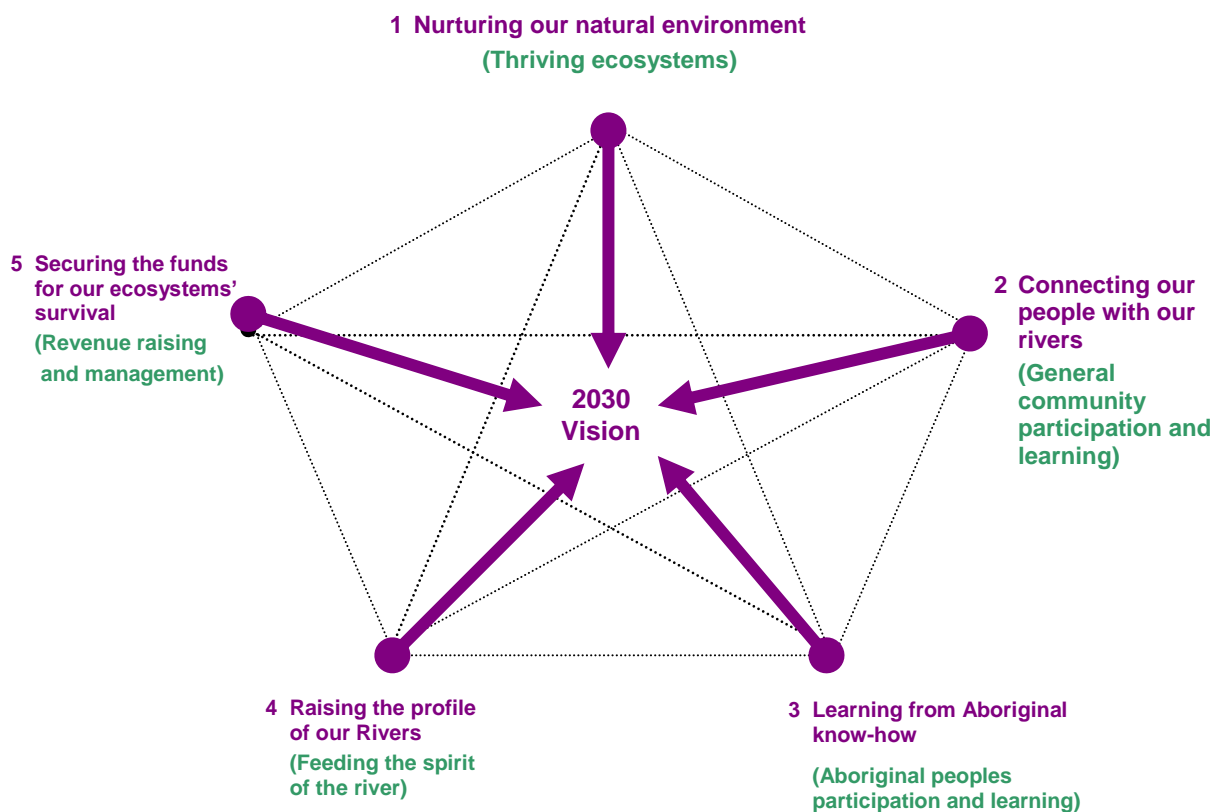 1 Nurturing our natural environment
(Thriving ecosystems)
5 Securing the funds
for our ecosystems’
survival
(Revenue raising
and management)
2 Connecting our
people with our
rivers
(General
community
participation and
learning)
2030
Vision
4 Raising the profile
of our Rivers
(Feeding the spirit
of the river)
3 Learning from Aboriginal
know-how
(Aboriginal peoples
participation and learning)